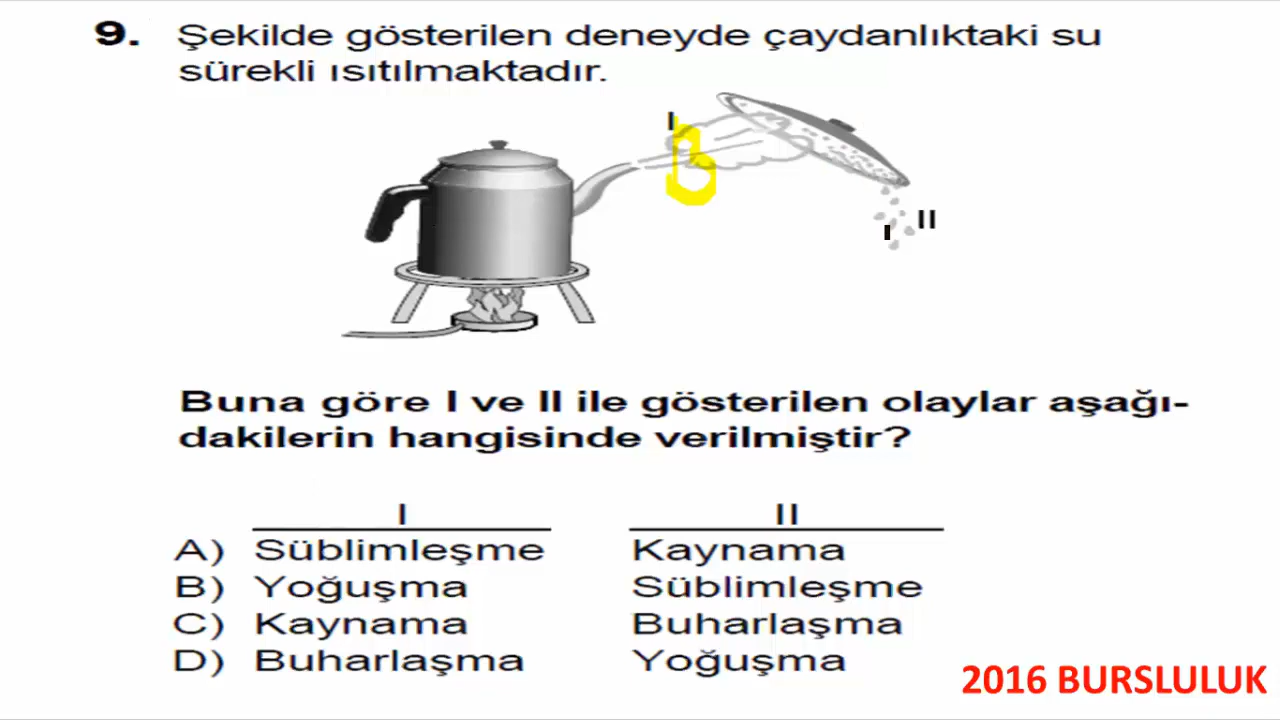 9. Şekilde gösterilen deneyde çaydanlıktaki su
sürekli ısıtılmaktadır.
I
b
I II
Buna göre I ve II ile gösterilen olaylar aşağı-
dakilerin hangisinde verilmiştir?
I II
A) Süblimleşme Kaynama
B) Yoğuşma Süblimleşme
C) Kaynama Buharlaşma
D) Buharlaşma Yoğuşma
2016 BURSLULUK